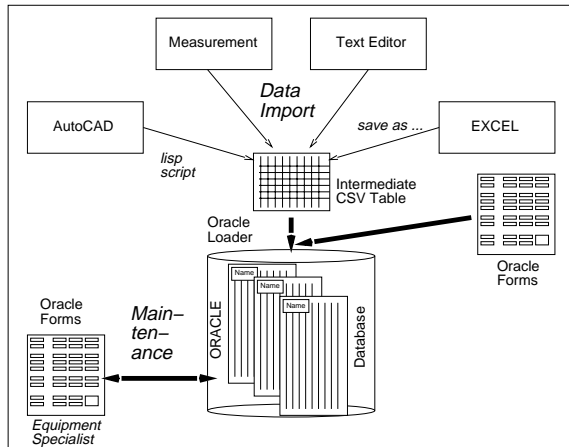 Measurement
Text Editor
Data
Import
AutoCAD
save as ...
EXCEL
lisp
script
Intermediate
CSV Table
Oracle
Loader
Oracle
Forms
Name
Name
Name
ORACLE
Database
Oracle
Forms
Main-
ten-
ance
Equipment
Specialist